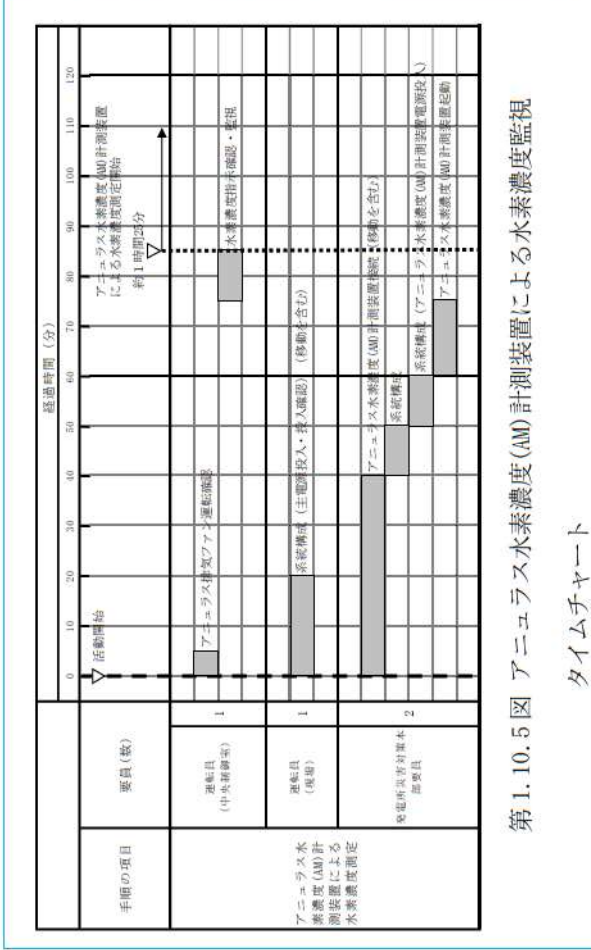 手順の項目
要員(数)
経過時間(分)
0 10 20 30 40 50 60 70 80 90 100 110 120
活動開始
アニュラス水素濃度(AM)計測装置
による水素濃度測定開始
約1時間25分
アニュラス水
素濃度(AM)計
測装置による
水素濃度測定
運転員
(中央制御室)
1
アニュラス排気ファン運転確認
水素濃度指示確認・監視
運転員
(現場)
1
系統構成(主電源投入・投入確認)(移動を含む)
発電所災害対策本
部要員
2
アニュラス水素濃度(AM)計測装置接続(移動を含む)
系統構成
系統構成(アニュラス水素濃度(AM)計測装置電源投入)
アニュラス水素濃度(AM)計測装置起動
第1.10.5図 アニュラス水素濃度(AM)計測装置による水素濃度監視
タイムチャート